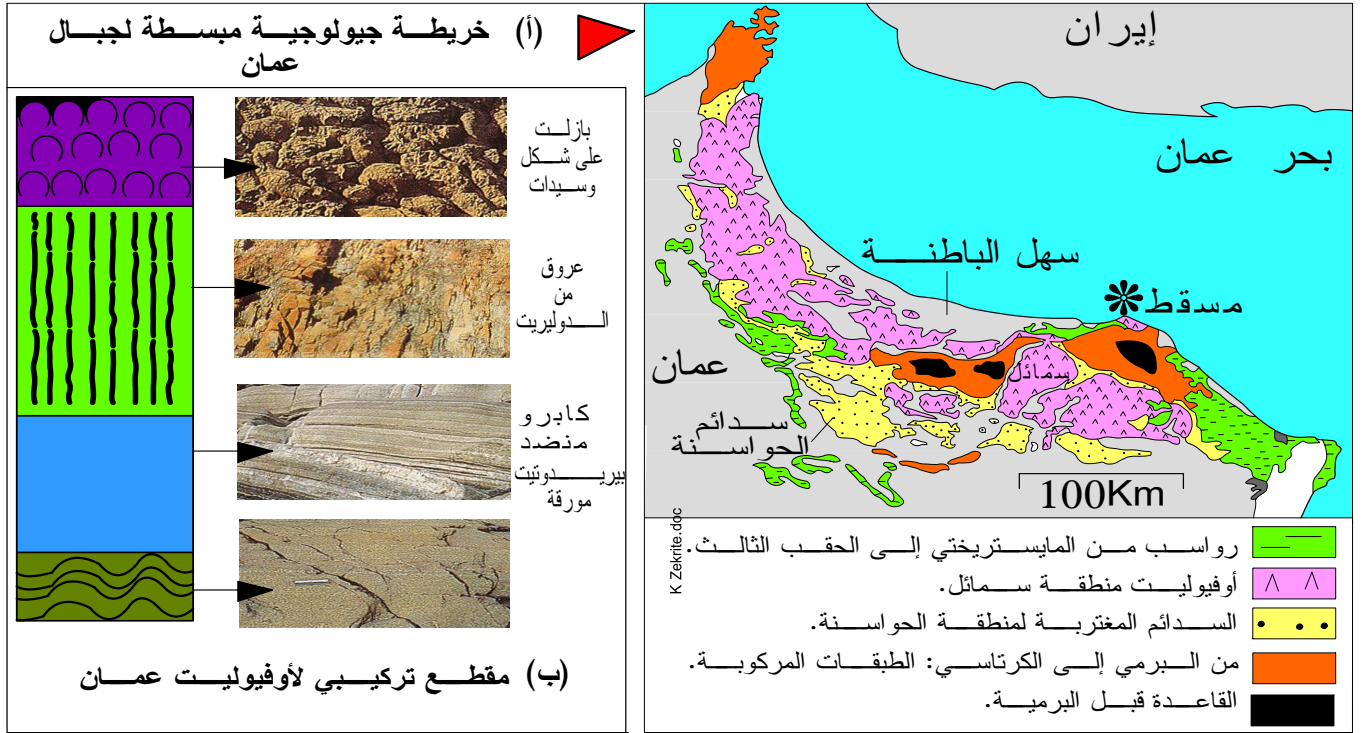 (أ) خريطة جيولوجية مبسطة لجبال
عمان
بازلت
على شكل
وسيدات
عروق
من
الدوليريت
كابرو
منضد
بيريدوتيت
مورقة
(ب) مقطع تركيبي لأوفيوليت عمان
إيران
بحر عمان
سهل الباطنة
مسقط
عمان
سمائل
سدائم
الحواسنة
100Km
K Zekrite.doc
رواسب من المايستريختي إلى الحقب الثالث.
أوفيوليت منطقة سمائل.
السدائم المغتربة لمنطقة الحواسنة.
من البرمي إلى الكرتاسي: الطبقات المركوبة.
القاعدة قبل البرمية.